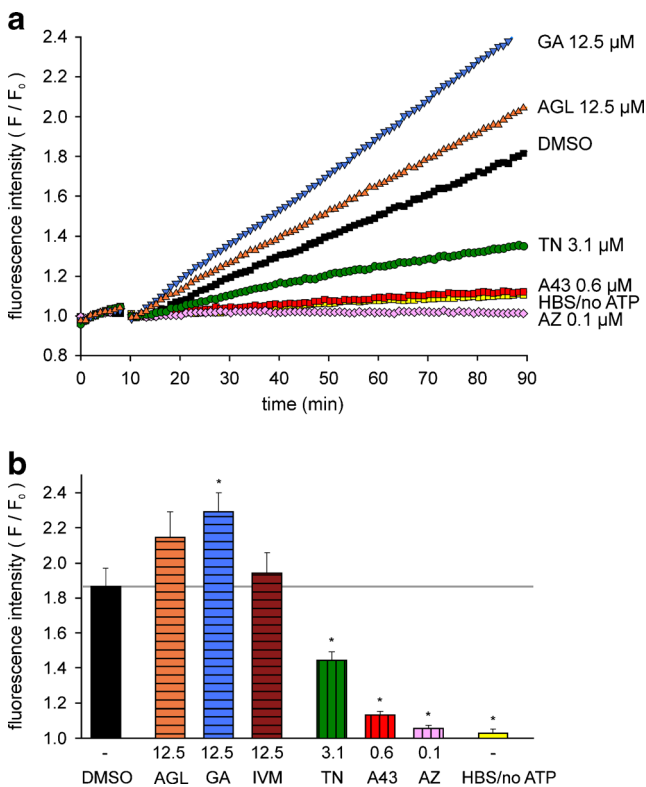 a
fluorescence intensity ( F / F₀ )
2.4
2.2
2.0
1.8
1.6
1.4
1.2
1.0
0.8
GA 12.5 µM
AGL 12.5 µM
DMSO
TN 3.1 µM
A43 0.6 µM
HBS/no ATP
AZ 0.1 µM
0 10 20 30 40 50 60 70 80 90
time (min)
b
fluorescence intensity ( F / F₀ )
2.4
2.2
2.0
1.8
1.6
1.4
1.2
1.0
*
*
*
*
*
- 12.5 12.5 12.5 3.1 0.6 0.1 -
DMSO AGL GA IVM TN A43 AZ HBS/no ATP